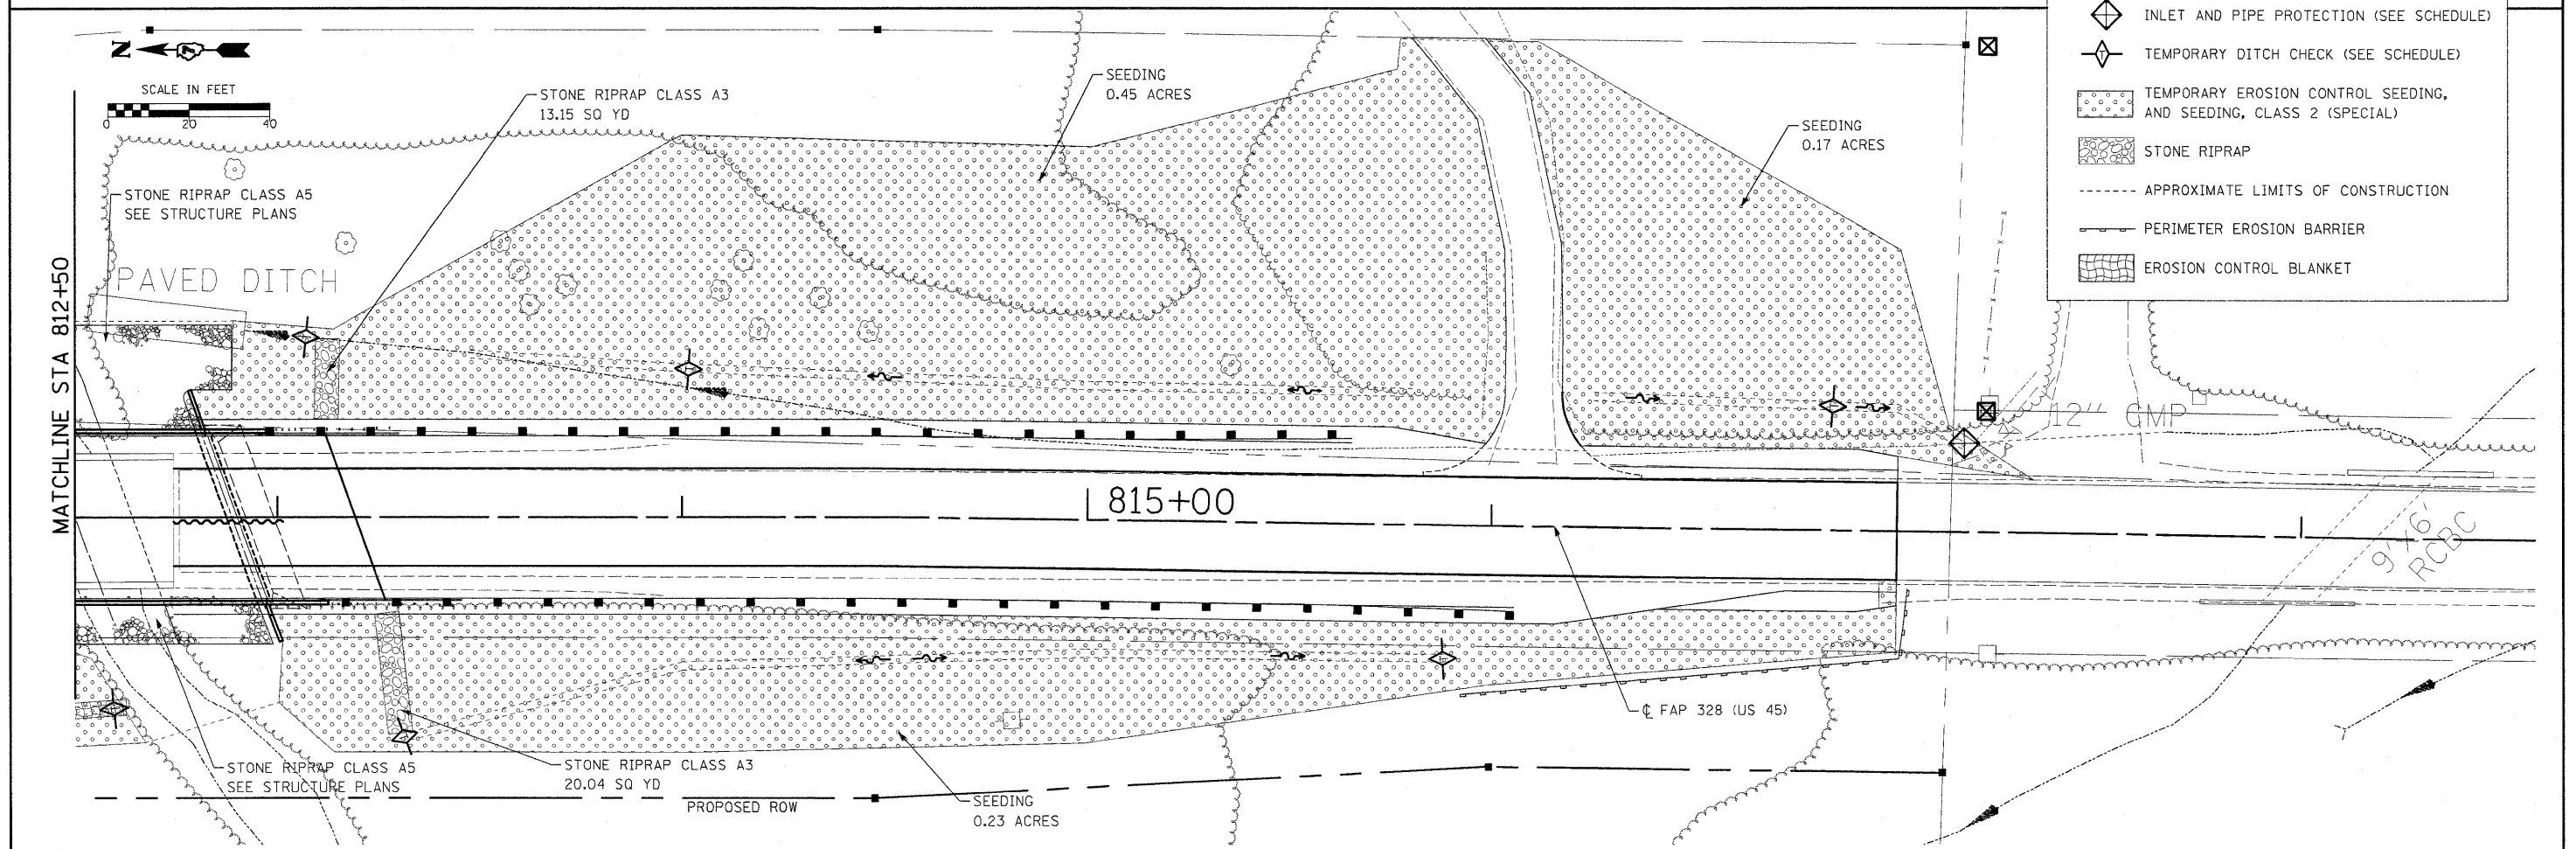 N
SCALE IN FEET
0 20 40
STONE RIPRAP CLASS A3
13.15 SQ YD
SEEDING
0.45 ACRES
SEEDING
0.17 ACRES
INLET AND PIPE PROTECTION (SEE SCHEDULE)
TEMPORARY DITCH CHECK (SEE SCHEDULE)
TEMPORARY EROSION CONTROL SEEDING,
AND SEEDING, CLASS 2 (SPECIAL)
STONE RIPRAP
APPROXIMATE LIMITS OF CONSTRUCTION
PERIMETER EROSION BARRIER
EROSION CONTROL BLANKET
STONE RIPRAP CLASS A5
SEE STRUCTURE PLANS
PAVED DITCH
MATCHLINE STA 812+50
12" CMP
815+00
9'X6'
RCBC
℄ FAP 328 (US 45)
STONE RIPRAP CLASS A5
SEE STRUCTURE PLANS
STONE RIPRAP CLASS A3
20.04 SQ YD
PROPOSED ROW
SEEDING
0.23 ACRES